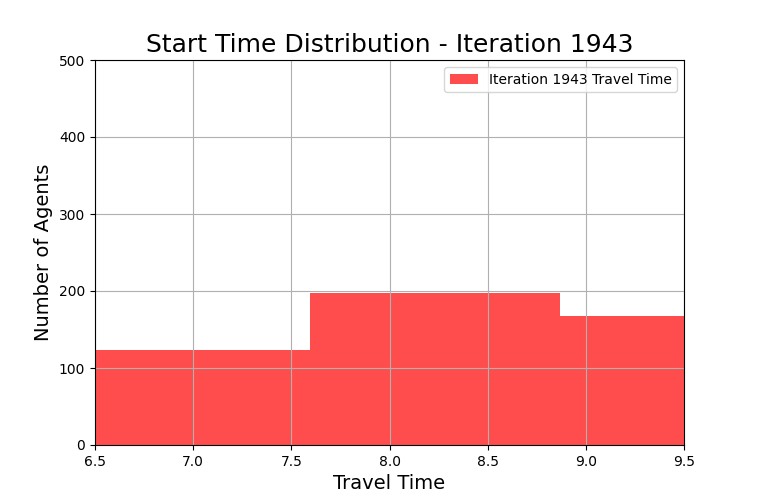 Start Time Distribution - Iteration 1943
Iteration 1943 Travel Time
Number of Agents
500
400
300
200
100
0
6.5 7.0 7.5 8.0 8.5 9.0 9.5
Travel Time